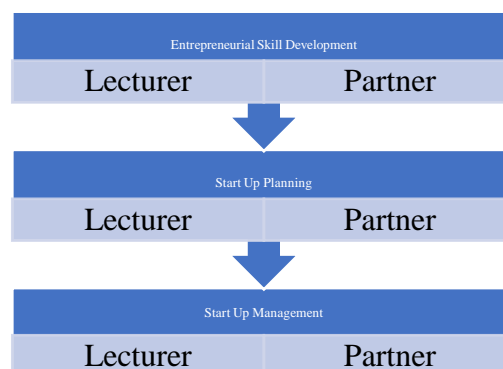 Entrepreneurial Skill Development
Lecturer Partner
Start Up Planning
Lecturer Partner
Start Up Management
Lecturer Partner